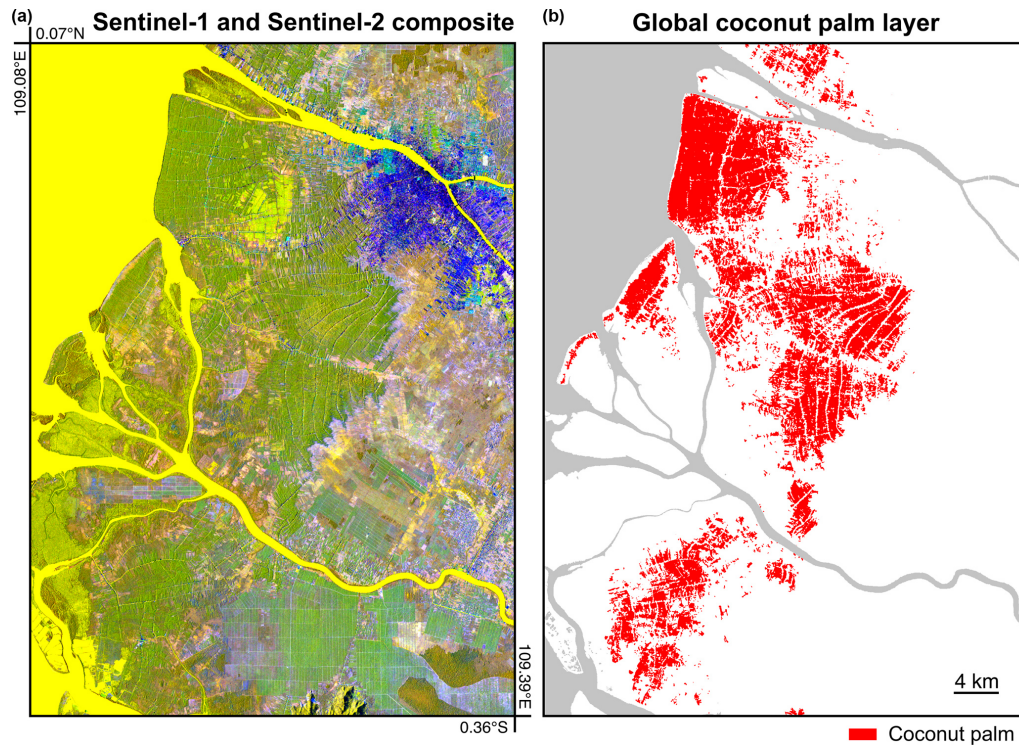 (a) Sentinel-1 and Sentinel-2 composite
(b) Global coconut palm layer
0.07°N
109.08°E
109.39°E
0.36°S
4 km
Coconut palm